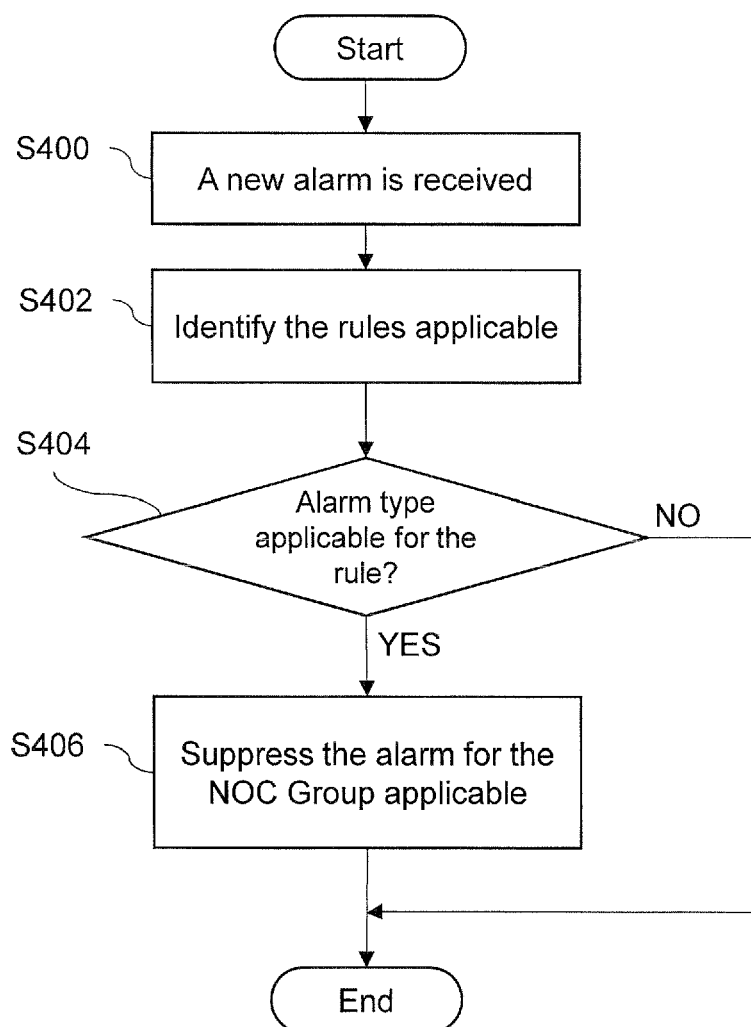 Start
S400
A new alarm is received
S402
Identify the rules applicable
S404
Alarm type
applicable for the
rule?
NO
YES
S406
Suppress the alarm for the
NOC Group applicable
End